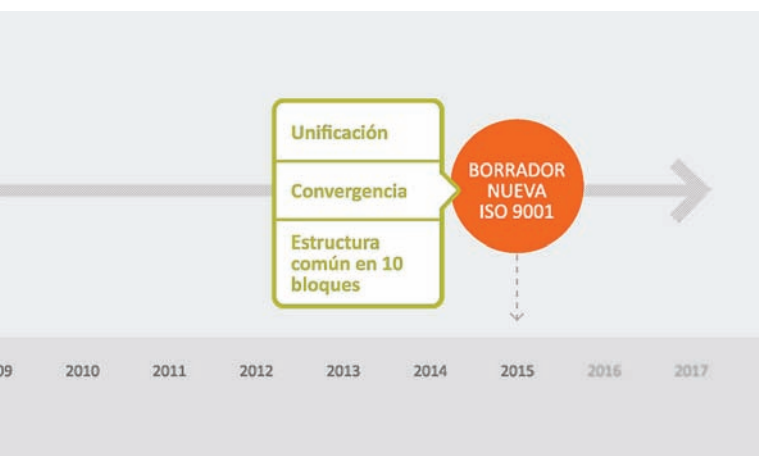 Unificación
Convergencia
Estructura
común en 10
bloques
BORRADOR
NUEVA
ISO 9001
09 2010 2011 2012 2013 2014 2015 2016 2017